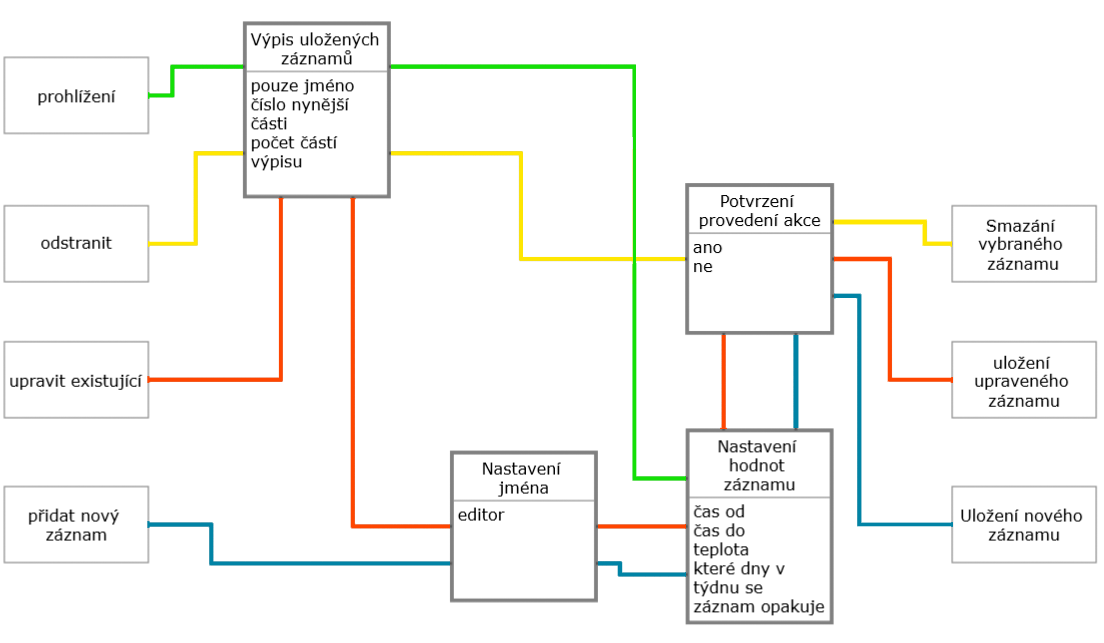 prohlížení
odstranit
upravit existující
přidat nový
záznam
Výpis uložených
záznamů
pouze jméno
číslo nynější
části
počet částí
výpisu
Nastavení
jména
editor
Potvrzení
provedení akce
ano
ne
Nastavení
hodnot
záznamu
čas od
čas do
teplota
které dny v
týdnu se
záznam opakuje
Smazání
vybraného
záznamu
uložení
upraveného
záznamu
Uložení nového
záznamu